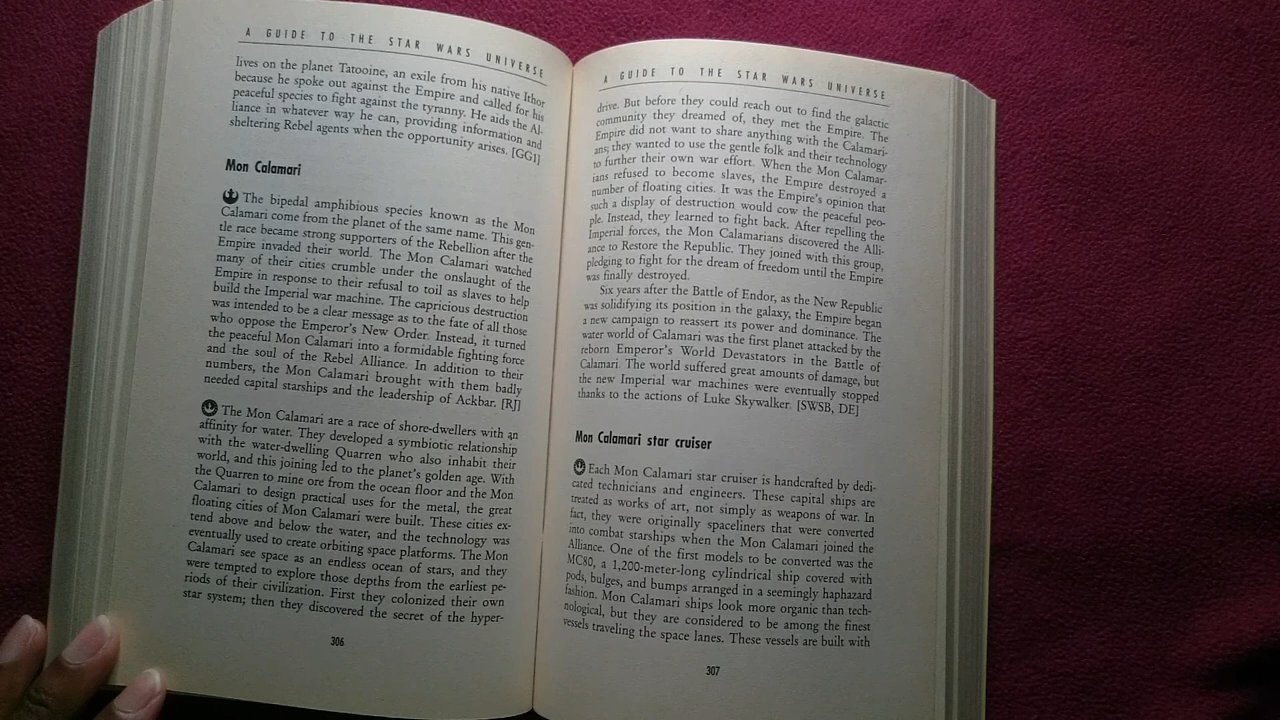 A GUIDE TO THE STAR WARS UNIVERSE
lives on the planet Tatooine, an exile from his native Ithor
because he spoke out against the Empire and called for his
peaceful species to fight against the tyranny. He aids the Al-
liance in whatever way he can, providing information and
sheltering Rebel agents when the opportunity arises. [GG1]
Mon Calamari
The bipedal amphibious species known as the Mon
Calamari come from the planet of the same name. This gen-
tle race became strong supporters of the Rebellion after the
Empire invaded their world. The Mon Calamari watched
many of their cities crumble under the onslaught of the
Empire in response to their refusal to toil as slaves to help
build the Imperial war machine. The capricious destruction
was intended to be a clear message as to the fate of all those
who oppose the Emperor's New Order. Instead, it turned
the peaceful Mon Calamari into a formidable fighting force
and the soul of the Rebel Alliance. In addition to their
numbers, the Mon Calamari brought with them badly
needed capital starships and the leadership of Ackbar. [RJ]
The Mon Calamari are a race of shore-dwellers with an
affinity for water. They developed a symbiotic relationship
with the water-dwelling Quarren who also inhabit their
world, and this joining led to the planet's golden age. With
the Quarren to mine ore from the ocean floor and the Mon
Calamari to design practical uses for the metal, the great
floating cities of Mon Calamari were built. These cities ex-
tend above and below the water, and the technology was
eventually used to create orbiting space platforms. The Mon
Calamari see space as an endless ocean of stars, and they
were tempted to explore those depths from the earliest pe-
riods of their civilization. First they colonized their own
star system; then they discovered the secret of the hyper-
306
A GUIDE TO THE STAR WARS UNIVERSE
drive. But before they could reach out to find the galactic
community they dreamed of, they met the Empire. The
Empire did not want to share anything with the Calamari-
ans; they wanted to use the gentle folk and their technology
to further their own war effort. When the Mon Calamar-
ians refused to become slaves, the Empire destroyed a
number of floating cities. It was the Empire's opinion that
such a display of destruction would cow the peaceful peo-
ple. Instead, they learned to fight back. After repelling the
Imperial forces, the Mon Calamarians discovered the Alli-
ance to Restore the Republic. They joined with this group,
pledging to fight for the dream of freedom until the Empire
was finally destroyed.
Six years after the Battle of Endor, as the New Republic
was solidifying its position in the galaxy, the Empire began
a new campaign to reassert its power and dominance. The
water world of Calamari was the first planet attacked by the
reborn Emperor's World Devastators in the Battle of
Calamari. The world suffered great amounts of damage, but
the new Imperial war machines were eventually stopped
thanks to the actions of Luke Skywalker. [SWSB, DE]
Mon Calamari star cruiser
Each Mon Calamari star cruiser is handcrafted by dedi-
cated technicians and engineers. These capital ships are
treated as works of art, not simply as weapons of war. In
fact, they were originally spaceliners that were converted
into combat starships when the Mon Calamari joined the
Alliance. One of the first models to be converted was the
MC80, a 1,200-meter-long cylindrical ship covered with
pods, bulges, and bumps arranged in a seemingly haphazard
fashion. Mon Calamari ships look more organic than tech-
nological, but they are considered to be among the finest
vessels traveling the space lanes. These vessels are built with
307